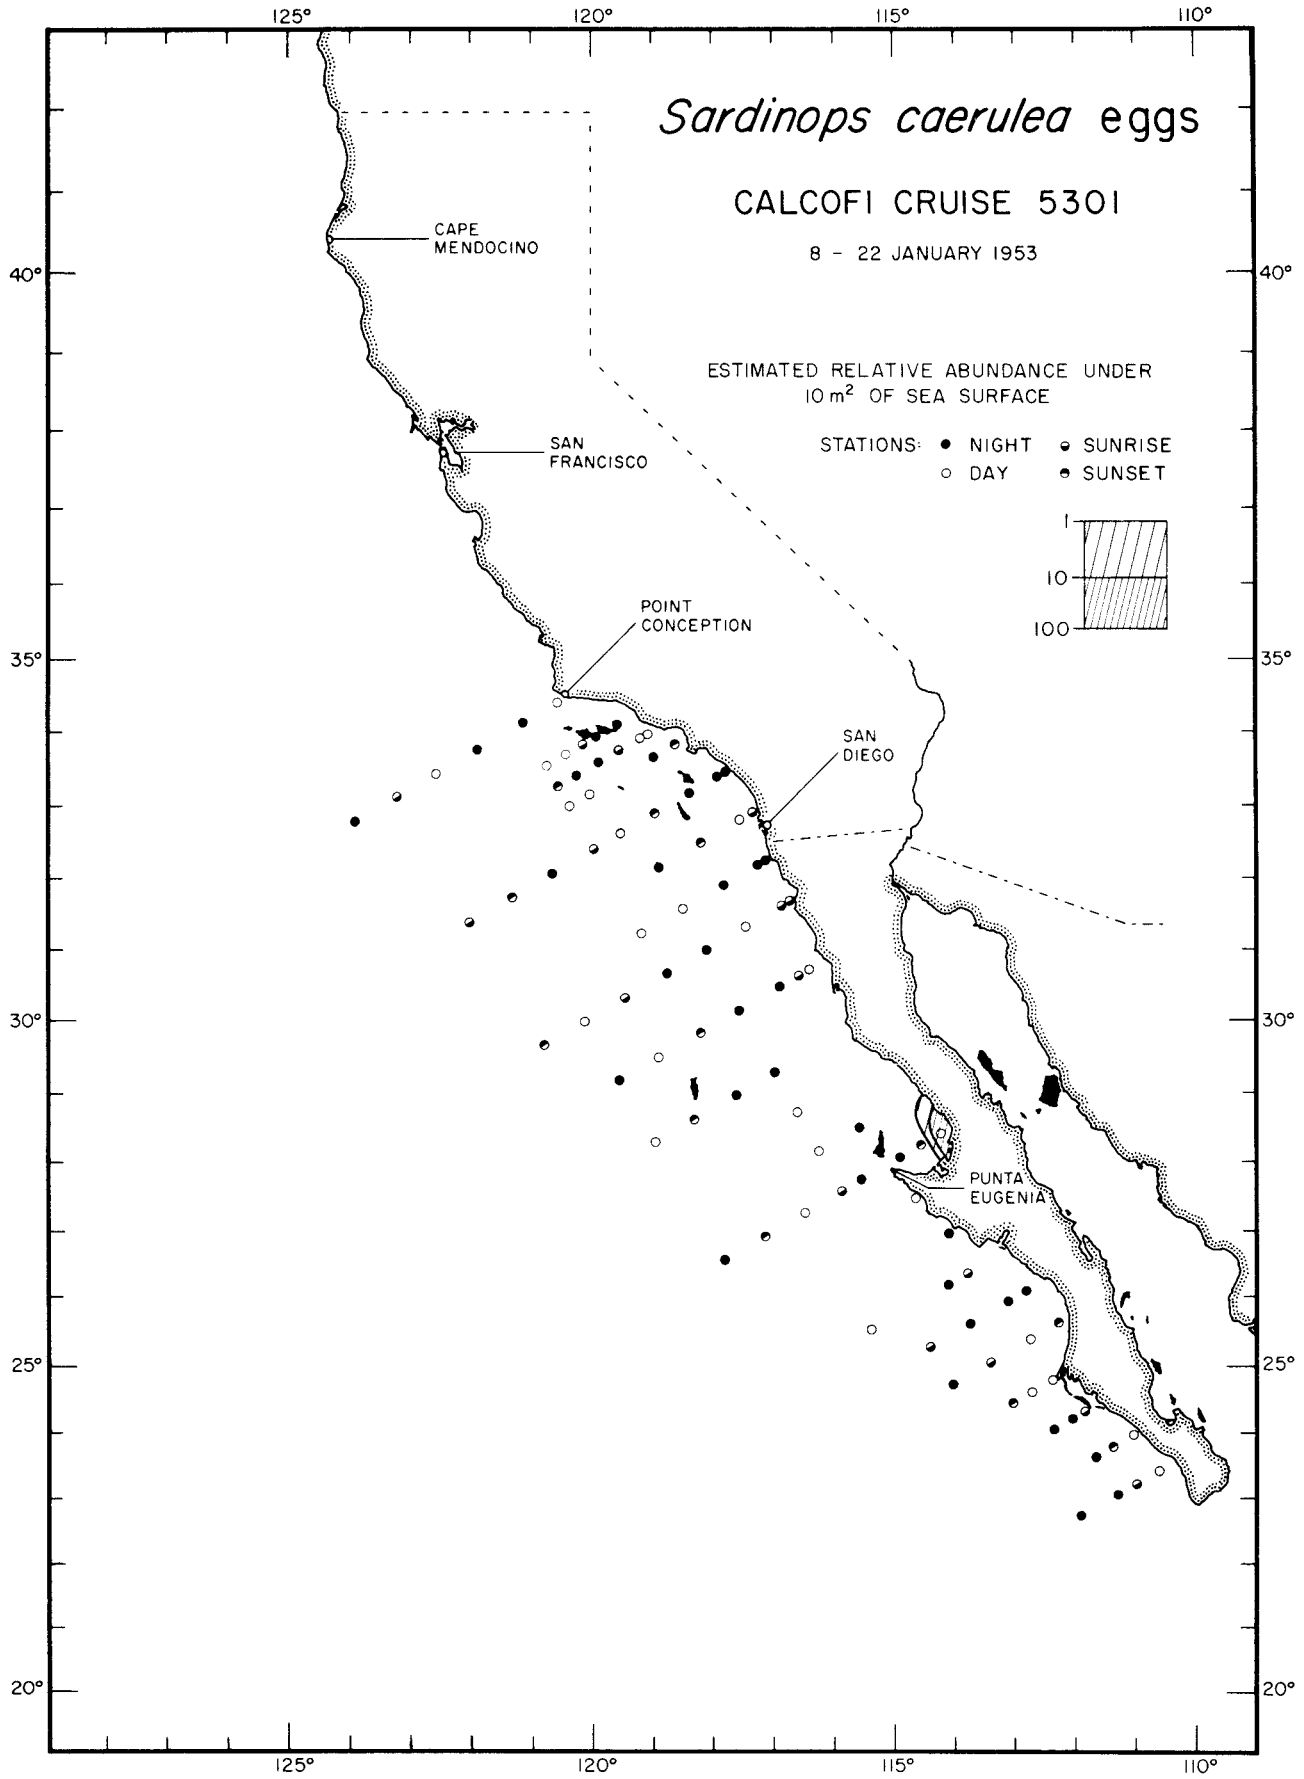 125° 120° 115° 110°
Sardinops caerulea eggs
CALCOFI CRUISE 5301
8 - 22 JANUARY 1953
CAPE
MENDOCINO
40° 40°
ESTIMATED RELATIVE ABUNDANCE UNDER
10 m² OF SEA SURFACE
STATIONS: NIGHT SUNRISE
DAY SUNSET
SAN
FRANCISCO
1
10
100
POINT
CONCEPTION
35° 35°
SAN
DIEGO
30° 30°
PUNTA
EUGENIA
25° 25°
20° 20°
125° 120° 115° 110°